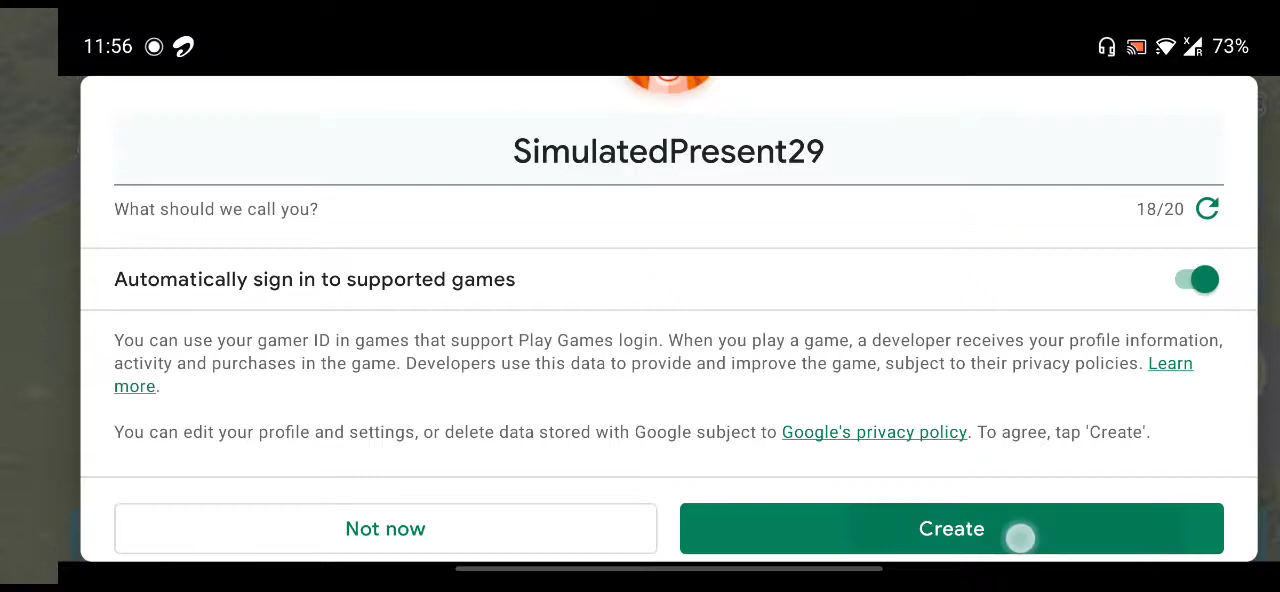 11:56 73%
SimulatedPresent29
What should we call you? 18/20
Automatically sign in to supported games
You can use your gamer ID in games that support Play Games login. When you play a game, a developer receives your profile information,
activity and purchases in the game. Developers use this data to provide and improve the game, subject to their privacy policies. Learn
more.
You can edit your profile and settings, or delete data stored with Google subject to Google's privacy policy. To agree, tap 'Create'.
Not now Create